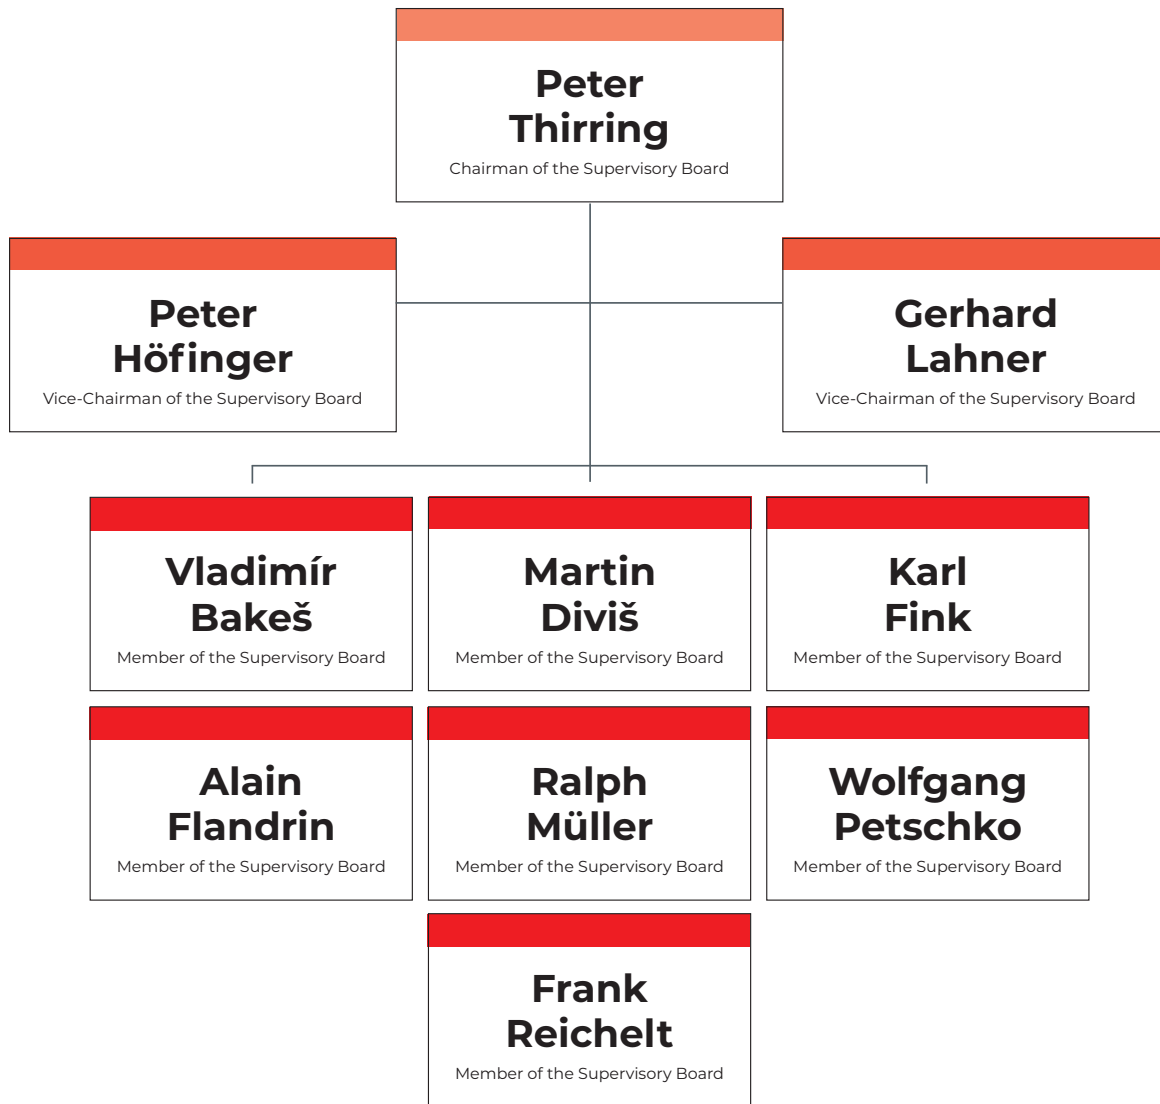 Peter
Thirring
Chairman of the Supervisory Board
Peter
Höfinger
Vice-Chairman of the Supervisory Board
Gerhard
Lahner
Vice-Chairman of the Supervisory Board
Vladimír
Bakeš
Member of the Supervisory Board
Martin
Diviš
Member of the Supervisory Board
Karl
Fink
Member of the Supervisory Board
Alain
Flandrin
Member of the Supervisory Board
Ralph
Müller
Member of the Supervisory Board
Wolfgang
Petschko
Member of the Supervisory Board
Frank
Reichelt
Member of the Supervisory Board